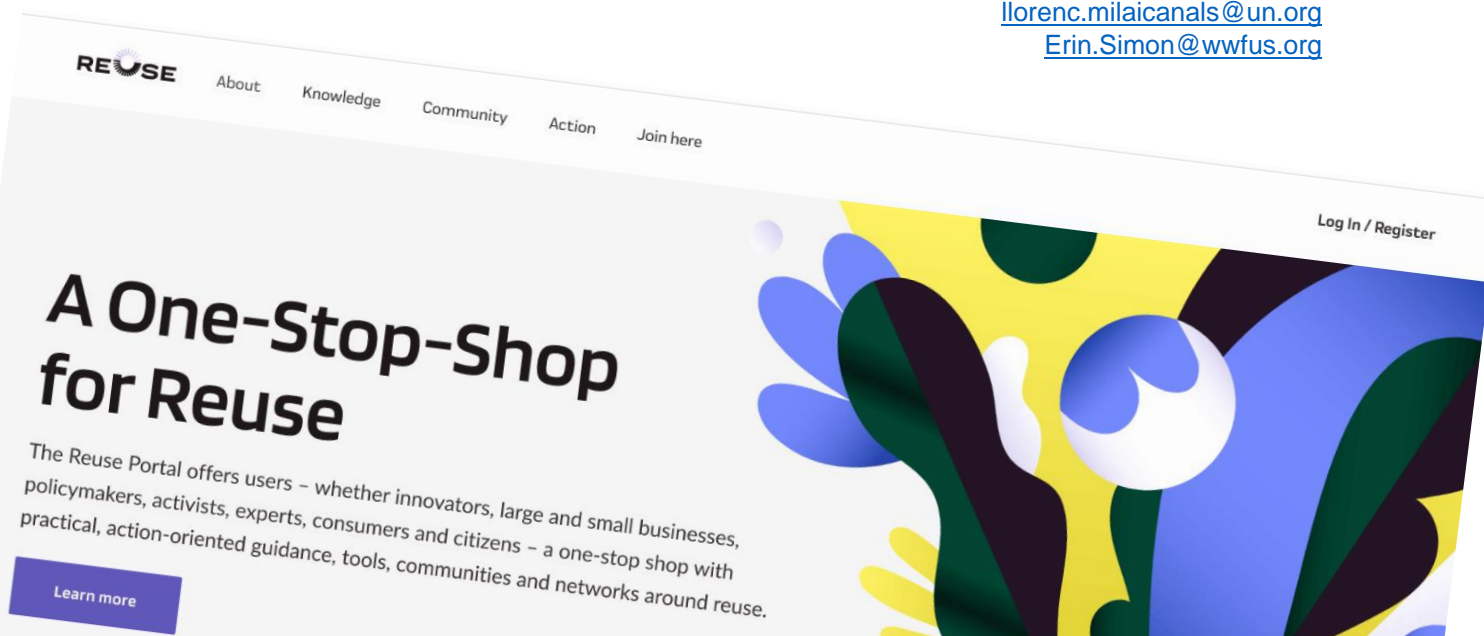 llorenc.milaicanals@un.org
Erin.Simon@wwfus.org
REUSE
About
Knowledge
Community
Action
Join here
Log In / Register
A One-Stop-Shop
for Reuse
The Reuse Portal offers users – whether innovators, large and small businesses,
policymakers, activists, experts, consumers and citizens – a one-stop shop with
practical, action-oriented guidance, tools, communities and networks around reuse.
Learn more